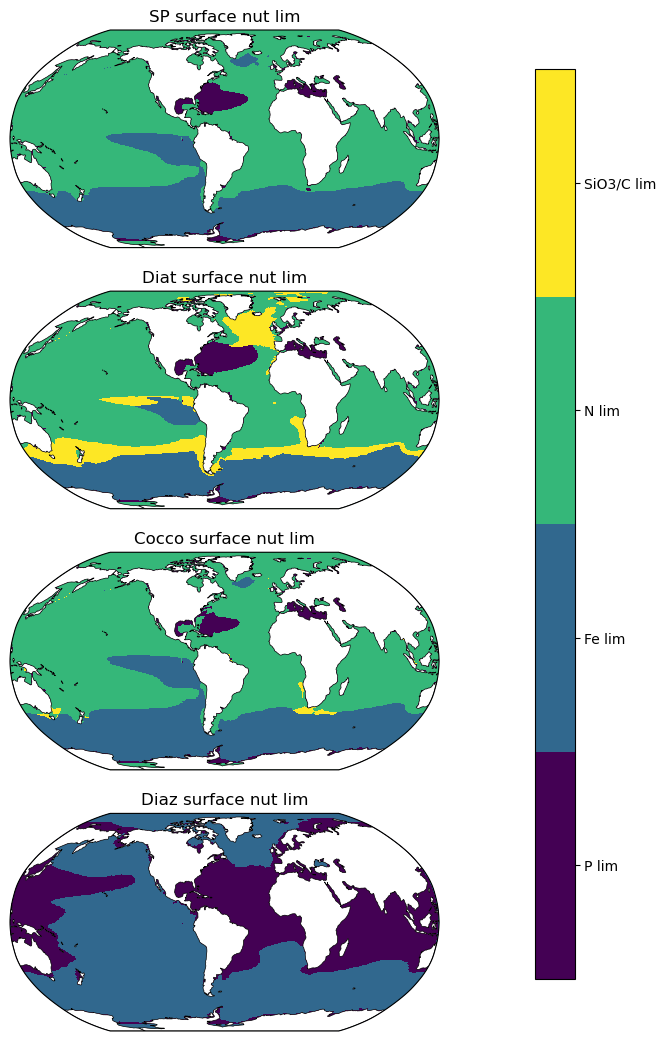 SP surface nut lim
Diat surface nut lim
Cocco surface nut lim
Diaz surface nut lim
SiO3/C lim
N lim
Fe lim
P lim